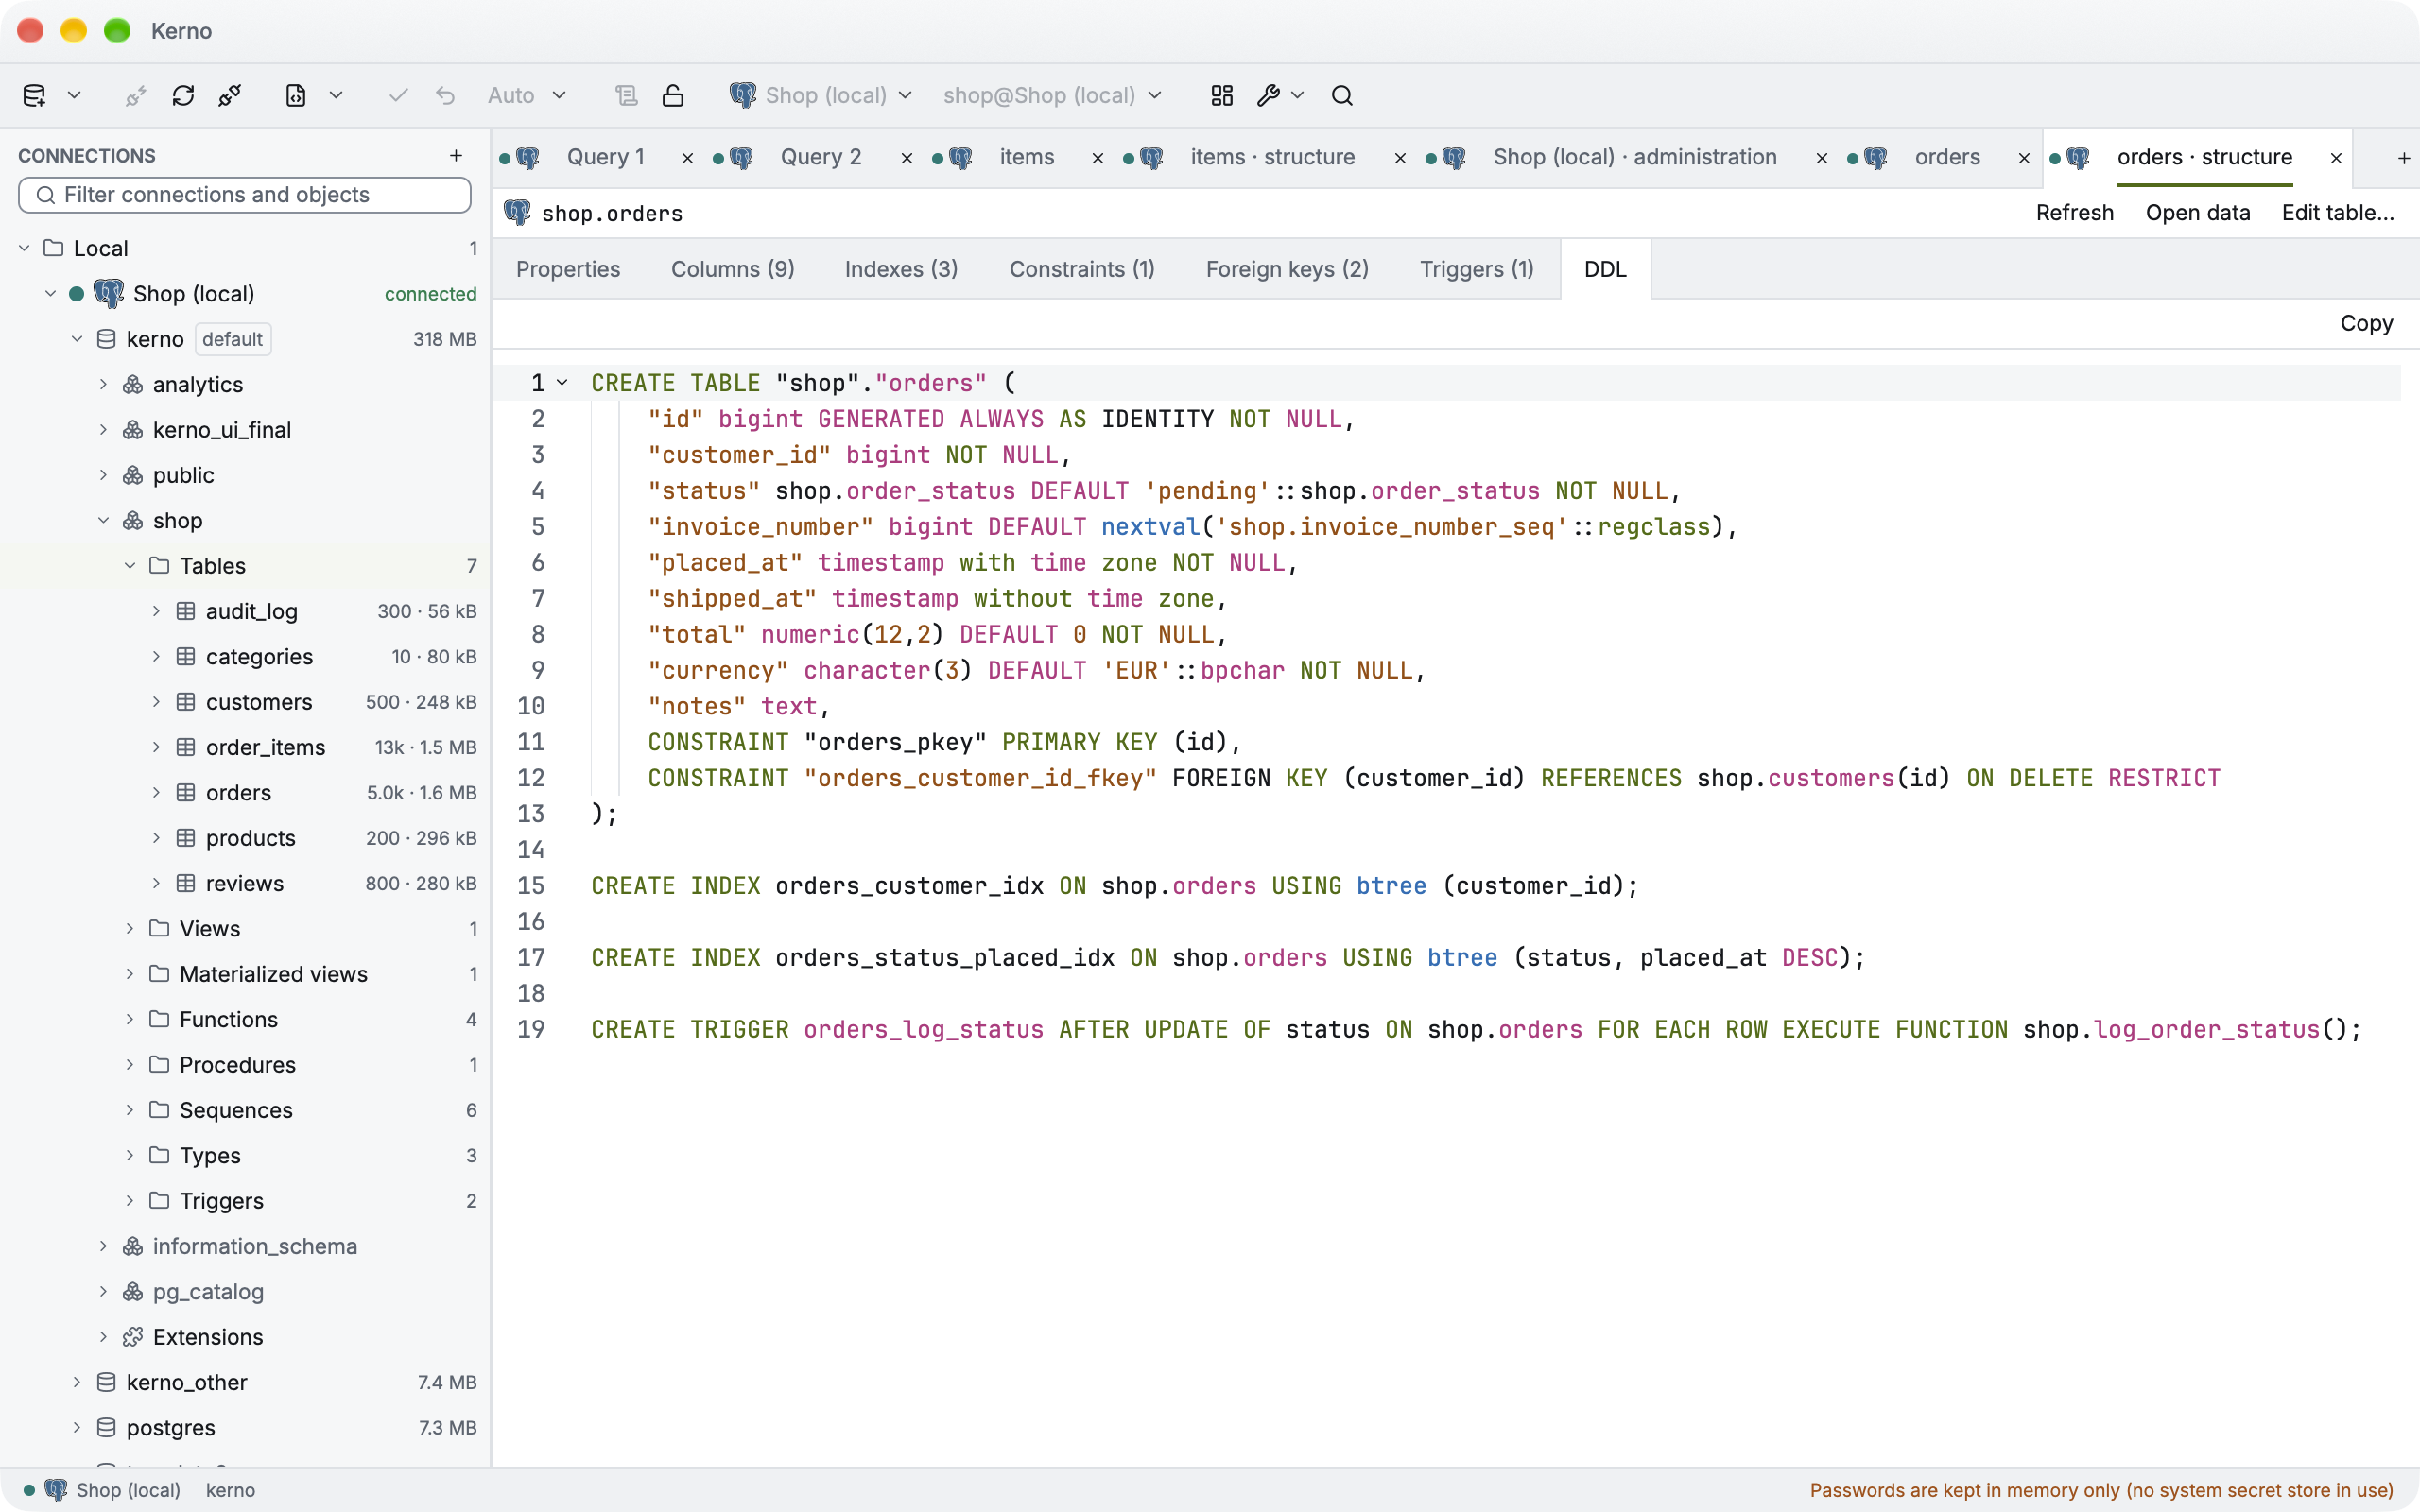 Kerno
Auto
Shop (local)
shop@Shop (local)
CONNECTIONS
Filter connections and objects
Local 1
Shop (local) connected
kerno default 318 MB
analytics
kerno_ui_final
public
shop
Tables 7
audit_log 300 · 56 kB
categories 10 · 80 kB
customers 500 · 248 kB
order_items 13k · 1.5 MB
orders 5.0k · 1.6 MB
products 200 · 296 kB
reviews 800 · 280 kB
Views 1
Materialized views 1
Functions 4
Procedures 1
Sequences 6
Types 3
Triggers 2
information_schema
pg_catalog
Extensions
kerno_other 7.4 MB
postgres 7.3 MB
Query 1 Query 2 items items · structure Shop (local) · administration orders orders · structure
shop.orders Refresh Open data Edit table...
Properties Columns (9) Indexes (3) Constraints (1) Foreign keys (2) Triggers (1) DDL
Copy
1 CREATE TABLE "shop"."orders" (
2 "id" bigint GENERATED ALWAYS AS IDENTITY NOT NULL,
3 "customer_id" bigint NOT NULL,
4 "status" shop.order_status DEFAULT 'pending'::shop.order_status NOT NULL,
5 "invoice_number" bigint DEFAULT nextval('shop.invoice_number_seq'::regclass),
6 "placed_at" timestamp with time zone NOT NULL,
7 "shipped_at" timestamp without time zone,
8 "total" numeric(12,2) DEFAULT 0 NOT NULL,
9 "currency" character(3) DEFAULT 'EUR'::bpchar NOT NULL,
10 "notes" text,
11 CONSTRAINT "orders_pkey" PRIMARY KEY (id),
12 CONSTRAINT "orders_customer_id_fkey" FOREIGN KEY (customer_id) REFERENCES shop.customers(id) ON DELETE RESTRICT
13 );
14
15 CREATE INDEX orders_customer_idx ON shop.orders USING btree (customer_id);
16
17 CREATE INDEX orders_status_placed_idx ON shop.orders USING btree (status, placed_at DESC);
18
19 CREATE TRIGGER orders_log_status AFTER UPDATE OF status ON shop.orders FOR EACH ROW EXECUTE FUNCTION shop.log_order_status();
Shop (local) kerno
Passwords are kept in memory only (no system secret store in use)